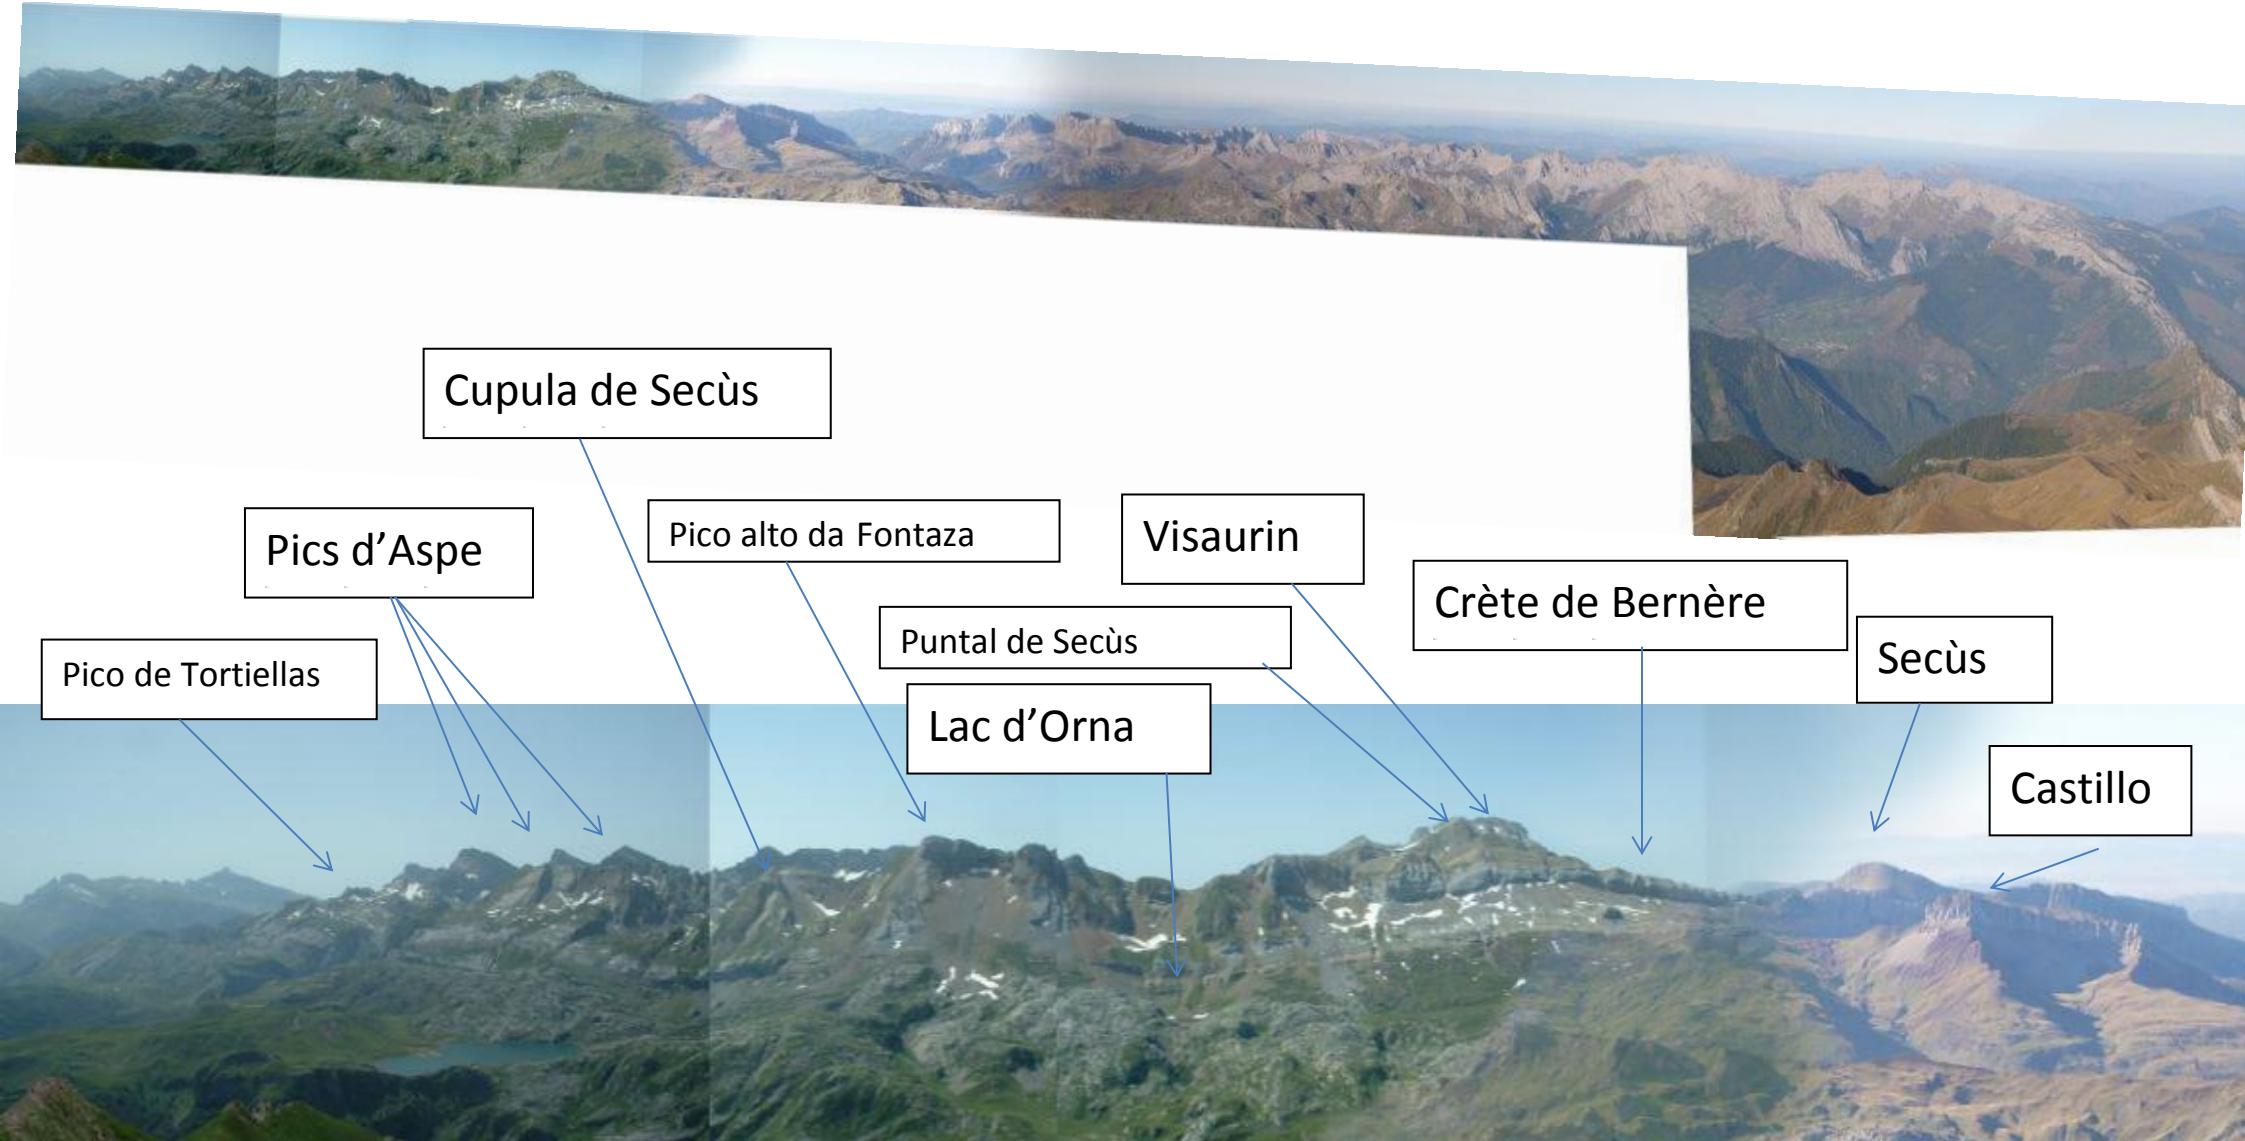 Cupula de Secùs
Pics d’Aspe
Pico alto da Fontaza
Visaurin
Crète de Bernère
Puntal de Secùs
Secùs
Pico de Tortiellas
Lac d’Orna
Castillo